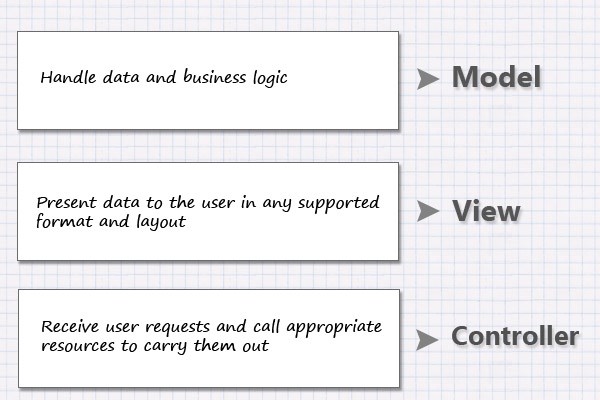 Handle data and business logic
Model
Present data to the user in any supported
format and layout
View
Receive user requests and call appropriate
resources to carry them out
Controller